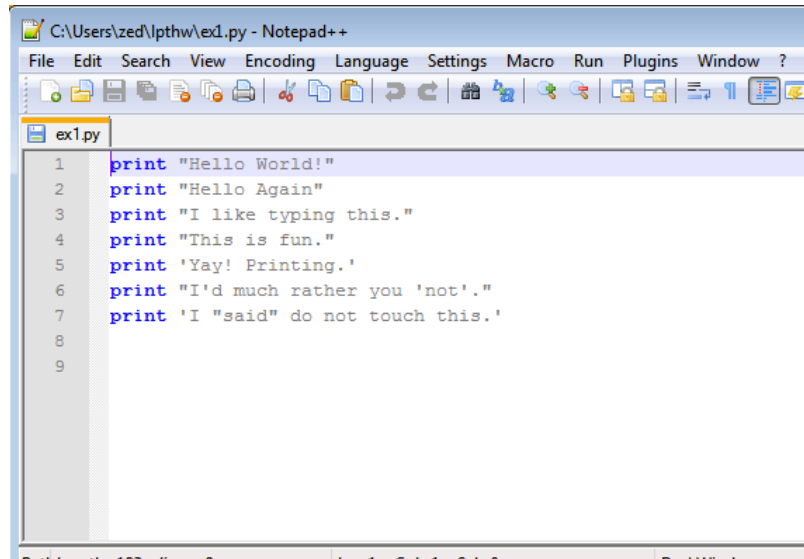 C:\Users\zed\lpthw\ex1.py - Notepad++
File Edit Search View Encoding Language Settings Macro Run Plugins Window ?
ex1.py
1 print "Hello World!"
2 print "Hello Again"
3 print "I like typing this."
4 print "This is fun."
5 print 'Yay! Printing.'
6 print "I'd much rather you 'not'."
7 print 'I "said" do not touch this.'
8
9